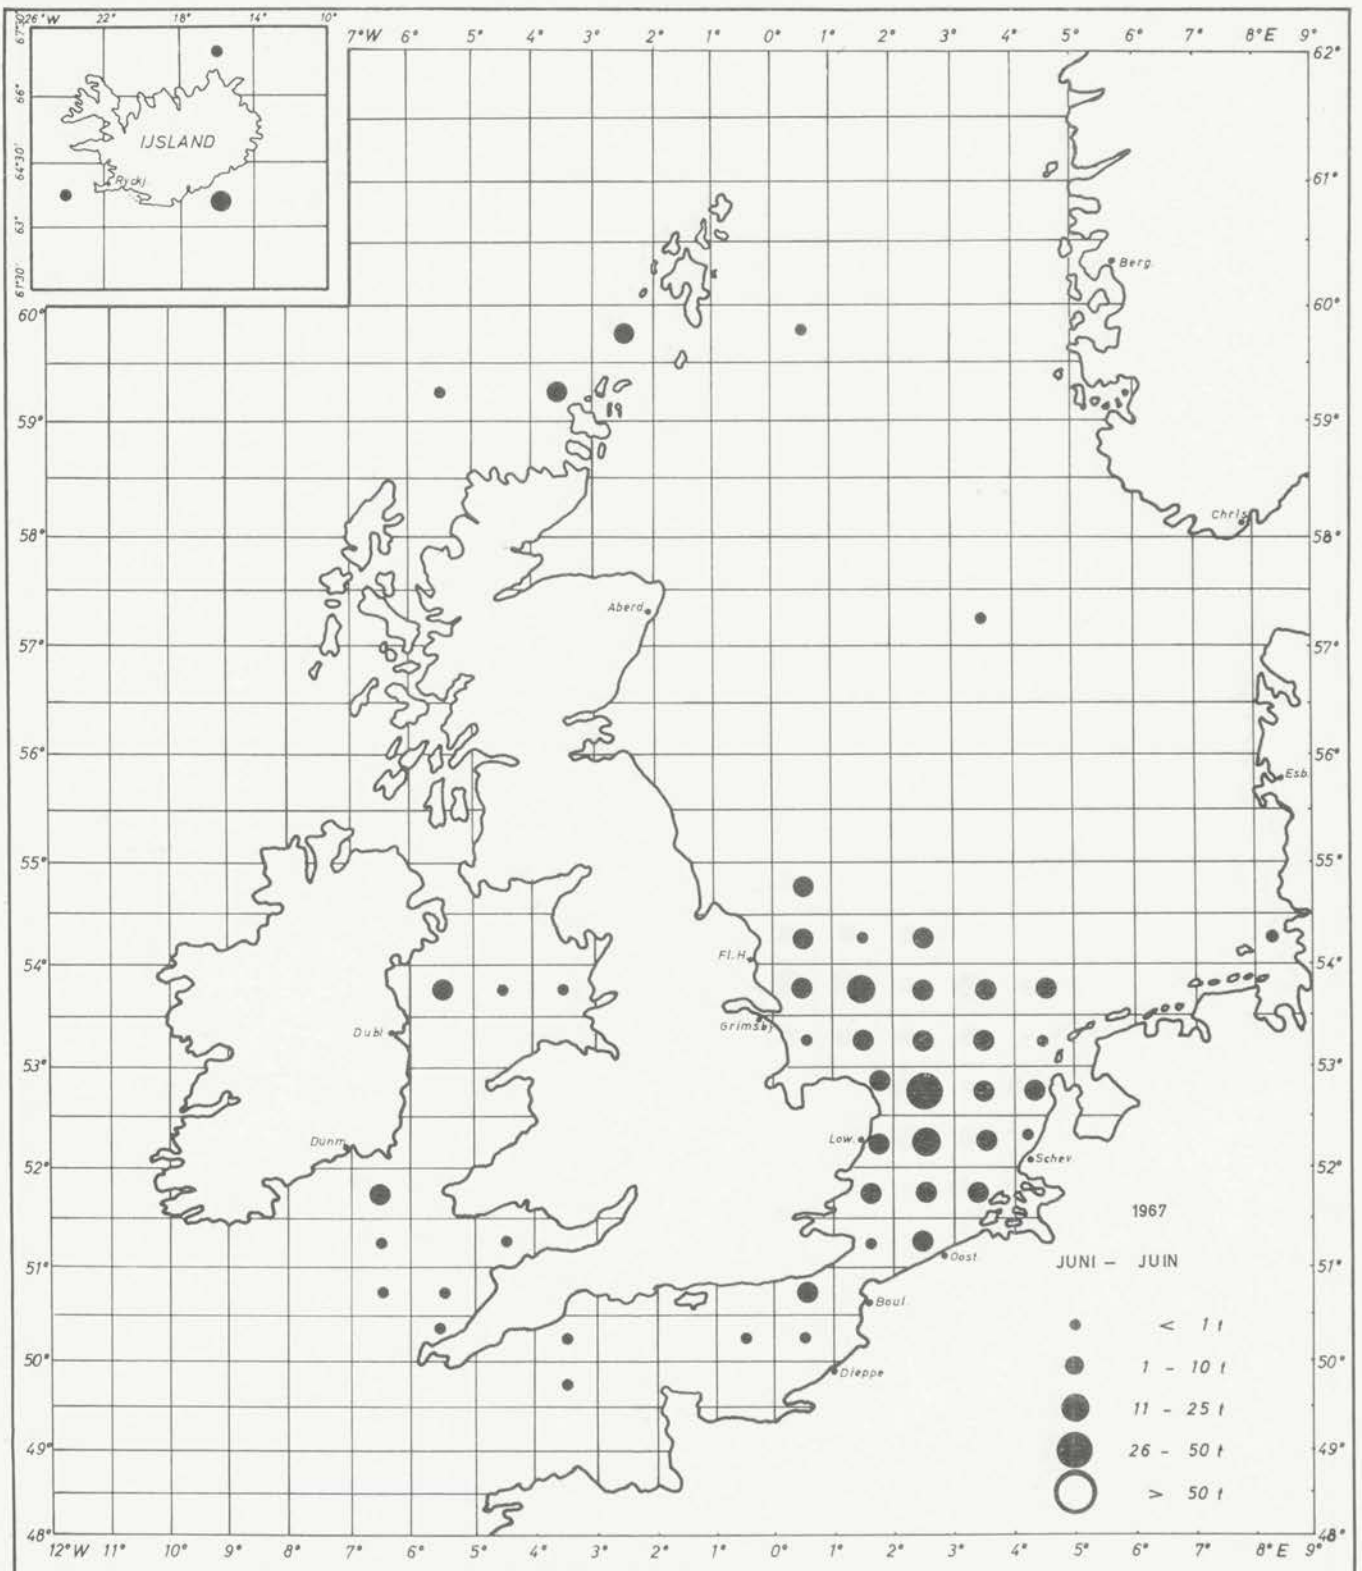 26° W 22° 18° 14° 10°
67°30'
66°
64°30'
63°
61°30'
IJSLAND
Ryckj
7° W 6° 5° 4° 3° 2° 1° 0° 1° 2° 3° 4° 5° 6° 7° 8° E 9°
62°
61°
Berg.
60° 60°
59° 59°
Chris.
58° 58°
Aberd.
57° 57°
56° 56°
Esb.
55° 55°
Fl.H.
54° 54°
Grimsby
Dubl.
53° 53°
Low.
Dunm.
Schev.
52° 52°
1967
Oost.
51° 51°
JUNI – JUIN
Boul.
< 1 t
50° 50°
Dieppe
1 – 10 t
11 – 25 t
49° 49°
26 – 50 t
> 50 t
48° 48°
12° W 11° 10° 9° 8° 7° 6° 5° 4° 3° 2° 1° 0° 1° 2° 3° 4° 5° 6° 7° 8° E 9°